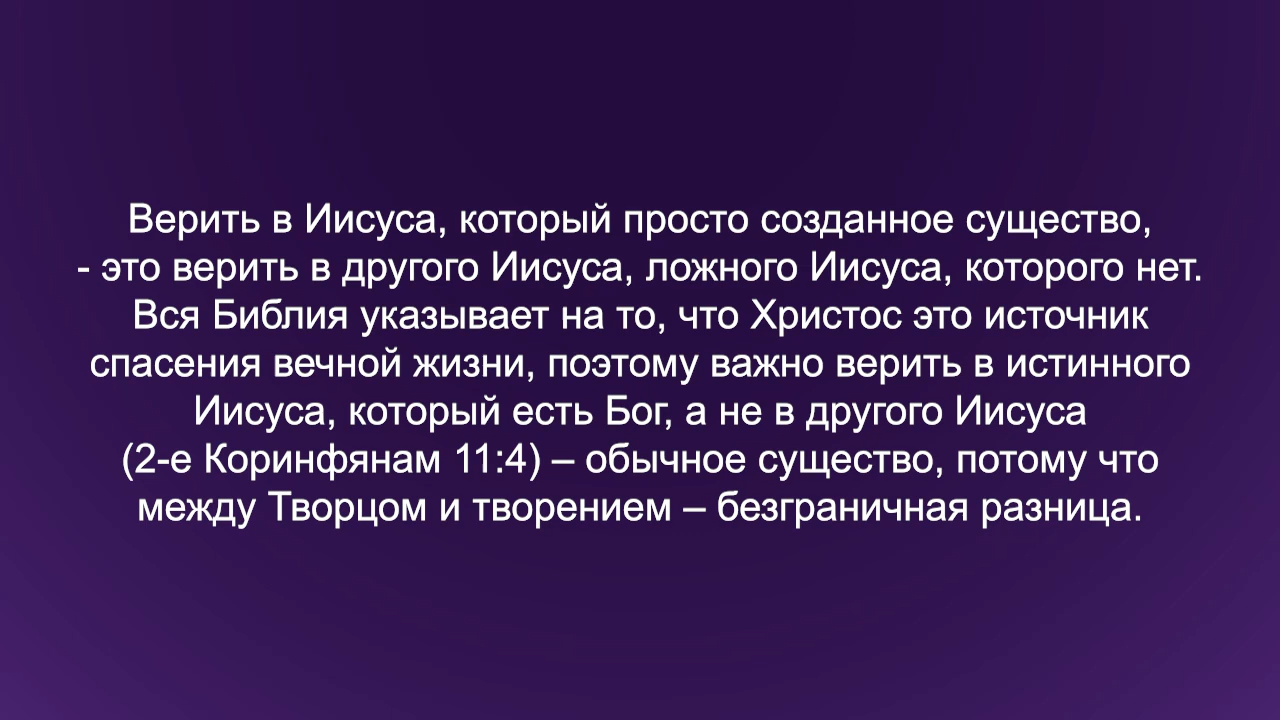 Верить в Иисуса, который просто созданное существо,
- это верить в другого Иисуса, ложного Иисуса, которого нет.
Вся Библия указывает на то, что Христос это источник
спасения вечной жизни, поэтому важно верить в истинного
Иисуса, который есть Бог, а не в другого Иисуса
(2-е Коринфянам 11:4) – обычное существо, потому что
между Творцом и творением – безграничная разница.